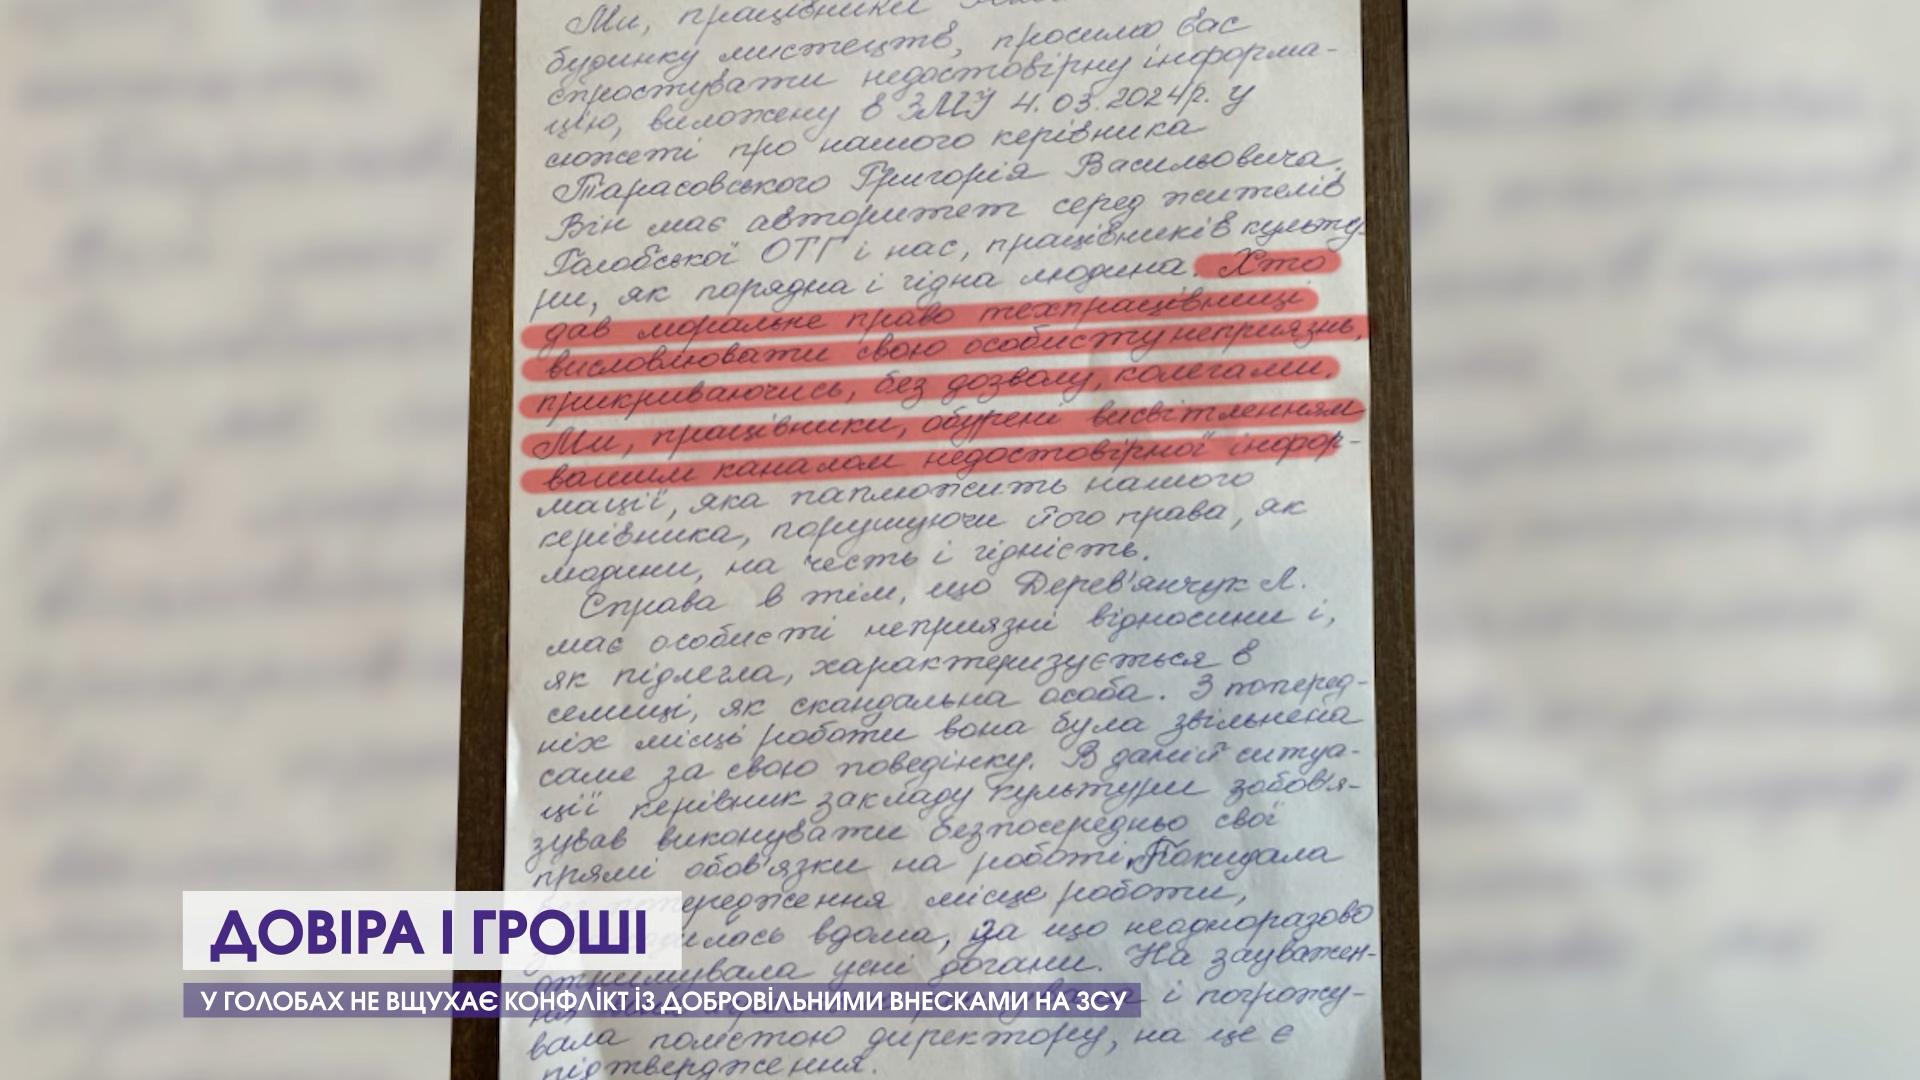 Ми, працівники
будинку мистецтв, просимо вас
спростувати недостовірну інформа-
цію, виложену в ЗМУ 4.03.2024р. у
сюжеті про нашого керівника
Тарасовського Григорія Васильовича.
Він має авторитет серед жителів
Голобської ОТГ і нас, працівників культу-
ри, як порядна і гідна людина. Хто
дав моральне право техпрацівниці
висловлювати свою особисту неприязнь,
прикриваючись, без дозволу, колегами.
Ми, працівники, обурені висвітленням
вашим каналом недостовірної інфор-
мації, яка паплюжить нашого
керівника, порушуючи його права, як
людини, на честь і гідність.
Справа в тім, що Дерев'янчук Л.
має особисті неприязні відносини і,
як підлегла, характеризується в
селищі, як скандальна особа. З поперед-
ніх місць роботи вона була звільнена
саме за свою поведінку. В даній ситуа-
ції керівник закладу культури зобов'я-
зував виконувати безпосередньо свої
прямі обов'язки на роботі. Покидала
без попередження місце роботи,
вдома, за що неодноразово
отримувала усні догани. На зауважен-
і погрожу-
вала помстою директору, на це є
підтвердження.
ДОВІРА І ГРОШІ
У ГОЛОБАХ НЕ ВЩУХАЄ КОНФЛІКТ ІЗ ДОБРОВІЛЬНИМИ ВНЕСКАМИ НА ЗСУ